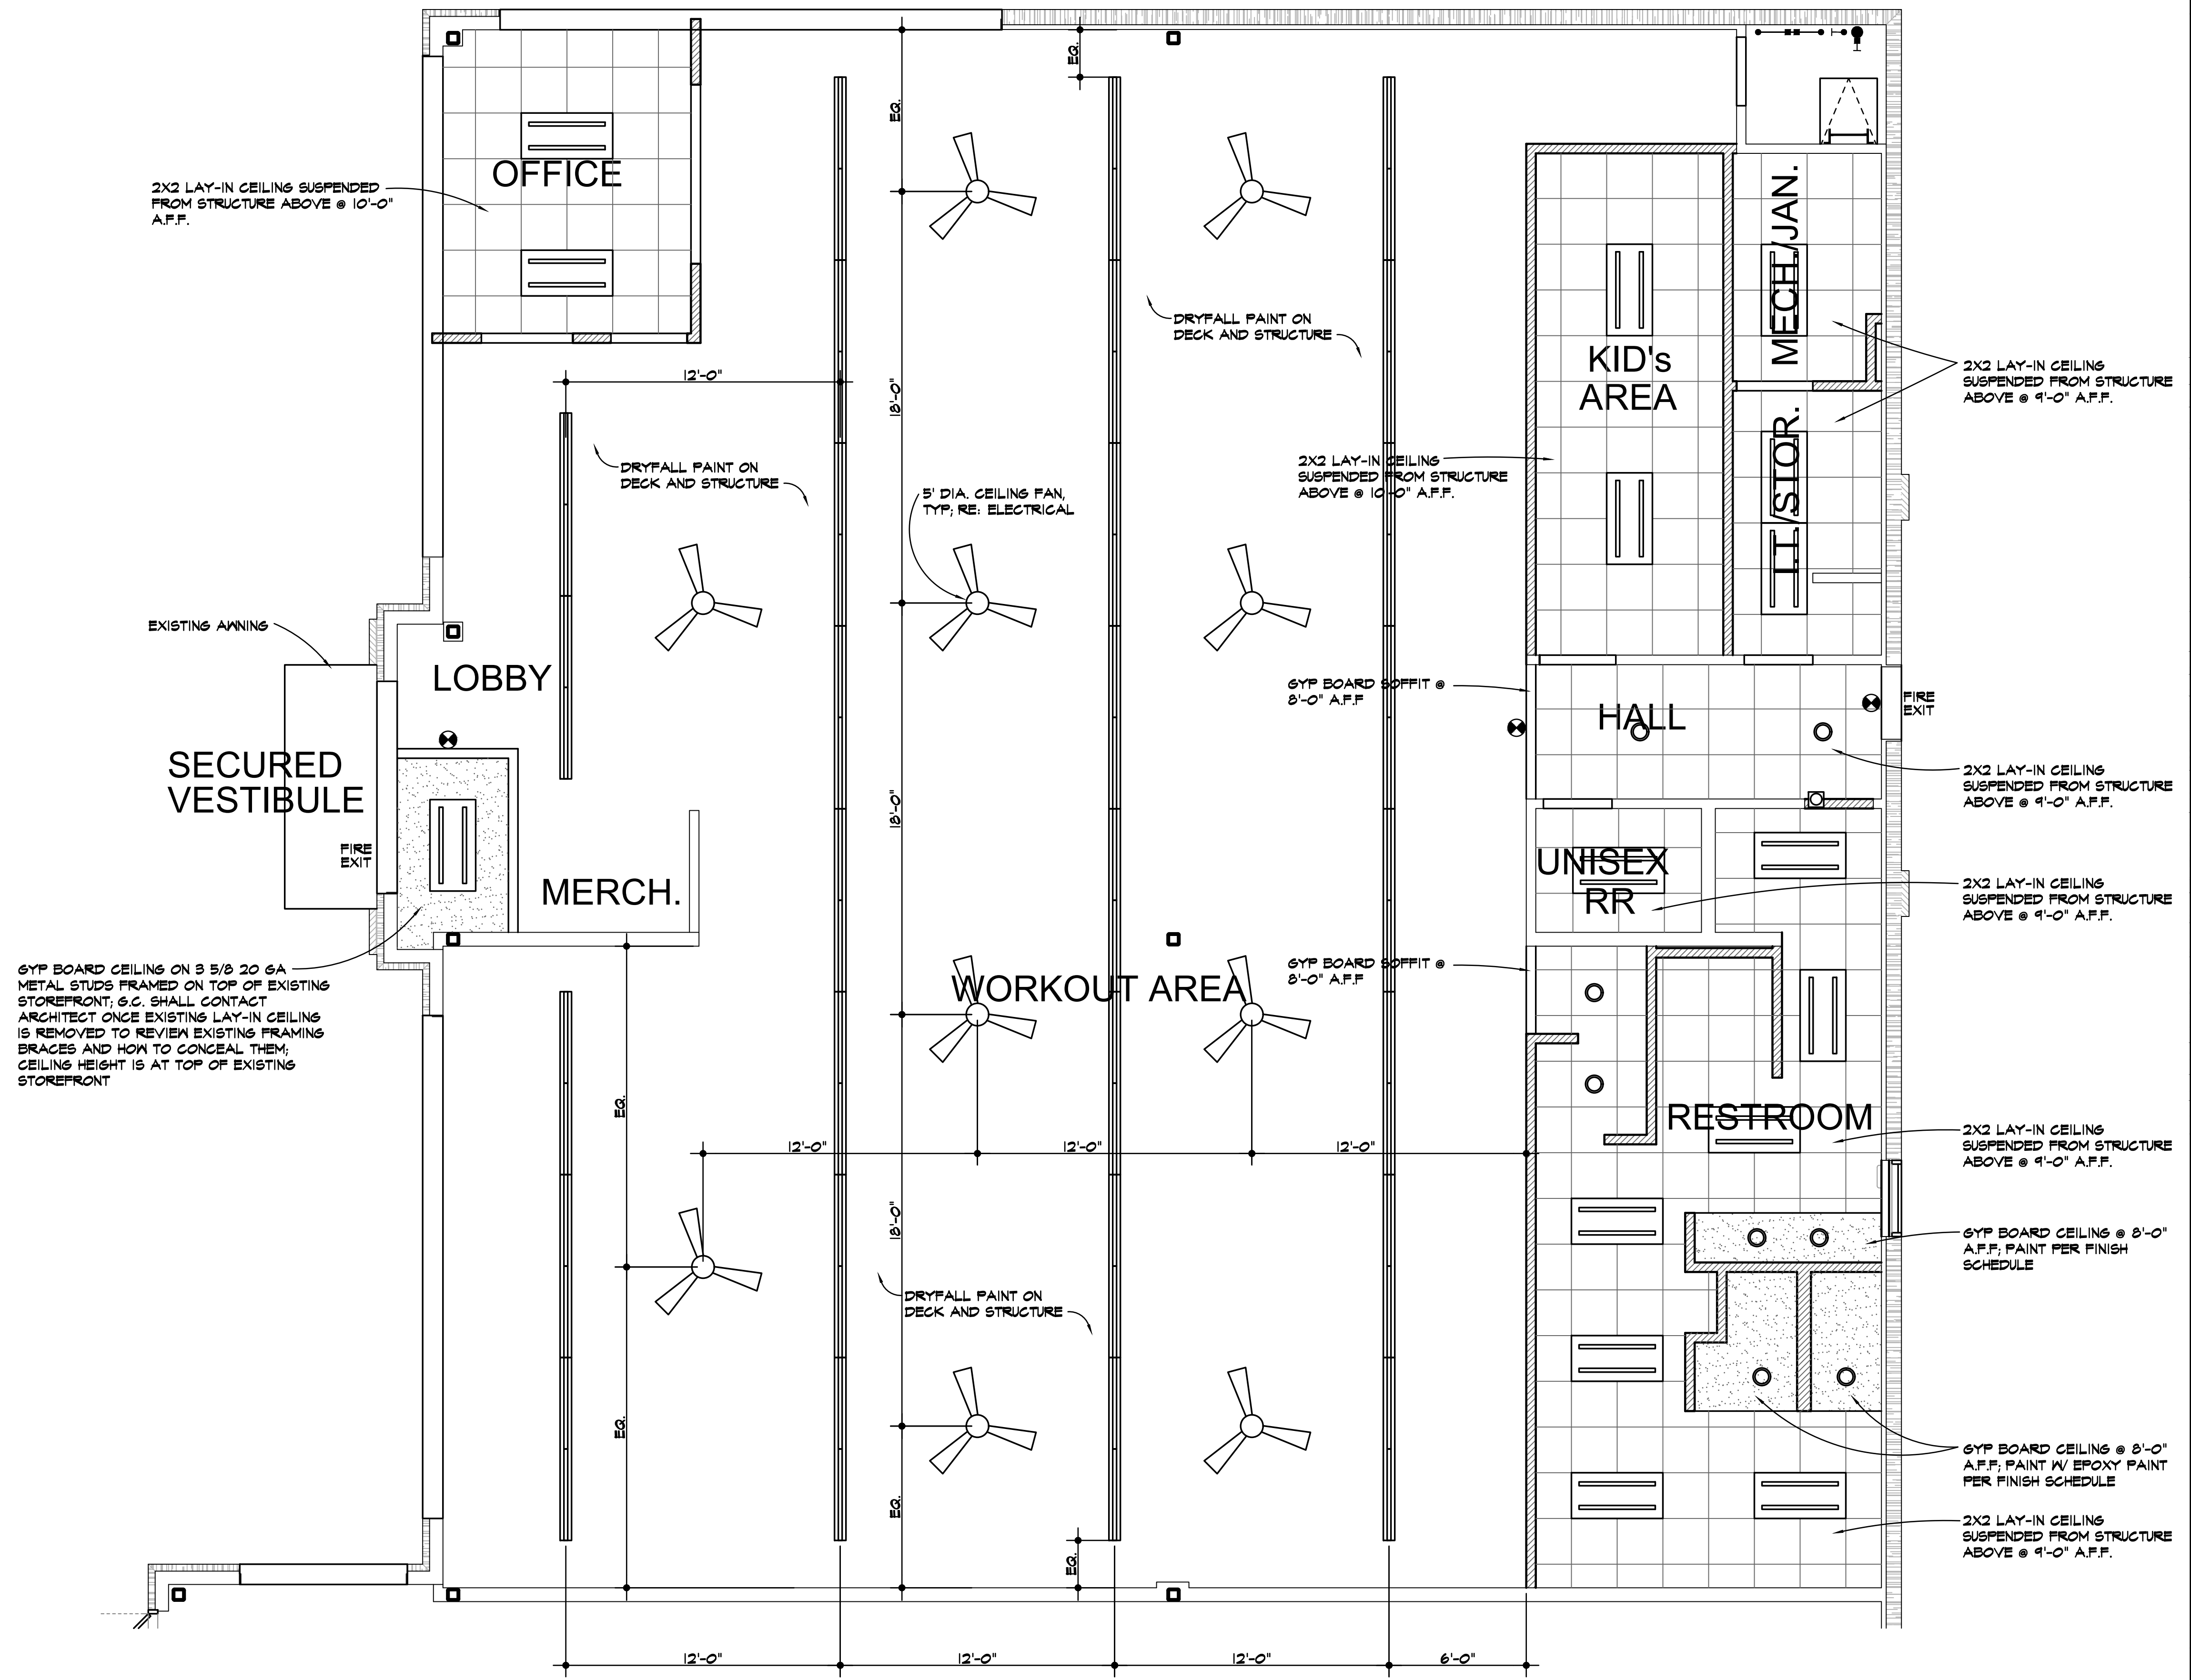 EQ.
EQ.
OFFICE
2X2 LAY-IN CEILING SUSPENDED
FROM STRUCTURE ABOVE @ 10'-0"
A.F.F.
MECH./JAN.
DRYFALL PAINT ON
DECK AND STRUCTURE
KID's
AREA
2X2 LAY-IN CEILING
SUSPENDED FROM STRUCTURE
ABOVE @ 9'-0" A.F.F.
12'-0"
18'-0"
DRYFALL PAINT ON
DECK AND STRUCTURE
5' DIA. CEILING FAN,
TYP; RE: ELECTRICAL
2X2 LAY-IN CEILING
SUSPENDED FROM STRUCTURE
ABOVE @ 10'-0" A.F.F.
I.T./STOR.
EXISTING AWNING
LOBBY
GYP BOARD SOFFIT @
8'-0" A.F.F
HALL
FIRE
EXIT
SECURED
VESTIBULE
18'-0"
2X2 LAY-IN CEILING
SUSPENDED FROM STRUCTURE
ABOVE @ 9'-0" A.F.F.
FIRE
EXIT
MERCH.
UNISEX
RR
2X2 LAY-IN CEILING
SUSPENDED FROM STRUCTURE
ABOVE @ 9'-0" A.F.F.
GYP BOARD CEILING ON 3 5/8 20 GA
METAL STUDS FRAMED ON TOP OF EXISTING
STOREFRONT; G.C. SHALL CONTACT
ARCHITECT ONCE EXISTING LAY-IN CEILING
IS REMOVED TO REVIEW EXISTING FRAMING
BRACES AND HOW TO CONCEAL THEM;
CEILING HEIGHT IS AT TOP OF EXISTING
STOREFRONT
WORKOUT AREA
GYP BOARD SOFFIT @
8'-0" A.F.F
EQ.
RESTROOM
12'-0" 12'-0" 12'-0"
2X2 LAY-IN CEILING
SUSPENDED FROM STRUCTURE
ABOVE @ 9'-0" A.F.F.
18'-0"
GYP BOARD CEILING @ 8'-0"
A.F.F; PAINT PER FINISH
SCHEDULE
DRYFALL PAINT ON
DECK AND STRUCTURE
EQ.
GYP BOARD CEILING @ 8'-0"
A.F.F; PAINT W/ EPOXY PAINT
PER FINISH SCHEDULE
EQ.
2X2 LAY-IN CEILING
SUSPENDED FROM STRUCTURE
ABOVE @ 9'-0" A.F.F.
EQ.
12'-0" 12'-0" 12'-0" 6'-0"